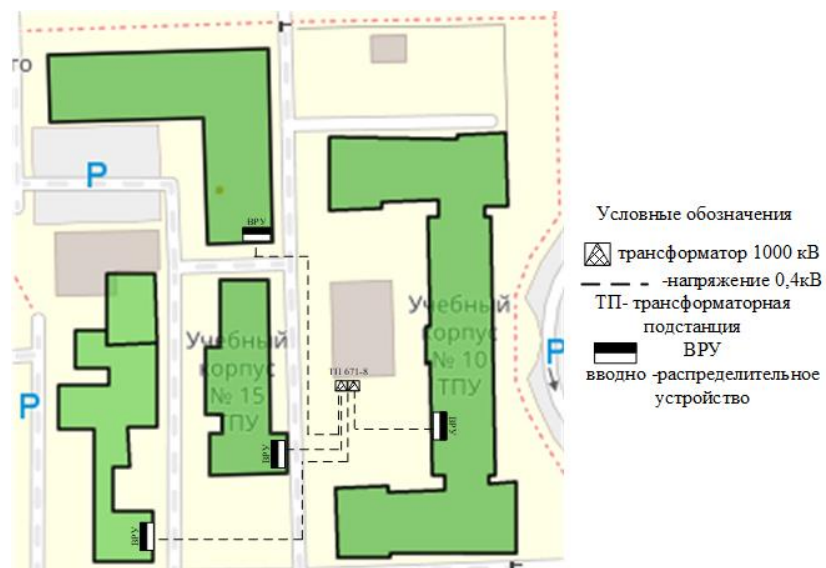 то
P
ВРУ
Учебный
корпус
№ 15
ТПУ
ТП 671-8
Учебный
корпус
№ 10
ТПУ
P
ВРУ
ВРУ
P
ВРУ
Условные обозначения
трансформатор 1000 кВ
-напряжение 0,4кВ
ТП- трансформаторная
подстанция
ВРУ
вводно -распределительное
устройство